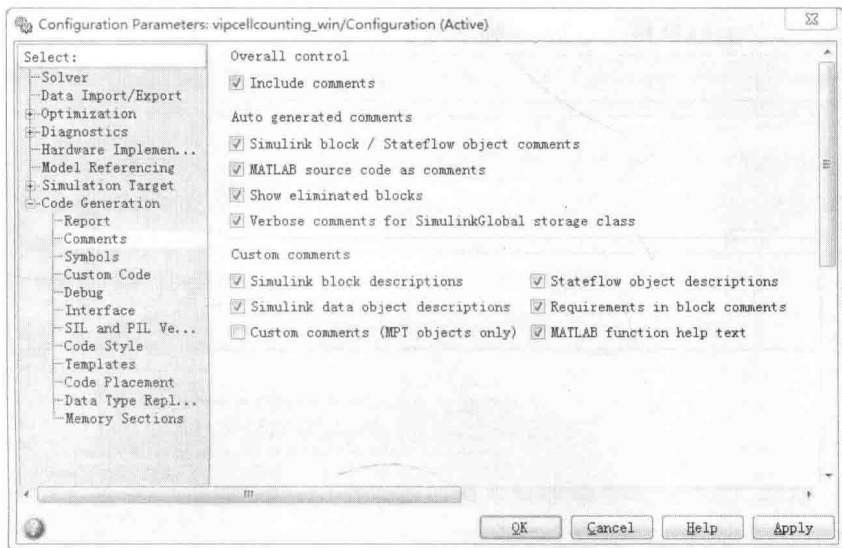 Configuration Parameters: vipcellcounting_win/Configuration (Active)
Select:
Solver
Data Import/Export
Optimization
Diagnostics
Hardware Implemen...
Model Referencing
Simulation Target
Code Generation
Report
Comments
Symbols
Custom Code
Debug
Interface
SIL and PIL Ve...
Code Style
Templates
Code Placement
Data Type Repl...
Memory Sections
Overall control
Include comments
Auto generated comments
Simulink block / Stateflow object comments
MATLAB source code as comments
Show eliminated blocks
Verbose comments for SimulinkGlobal storage class
Custom comments
Simulink block descriptions
Stateflow object descriptions
Simulink data object descriptions
Requirements in block comments
Custom comments (MPT objects only)
MATLAB function help text
OK
Cancel
Help
Apply